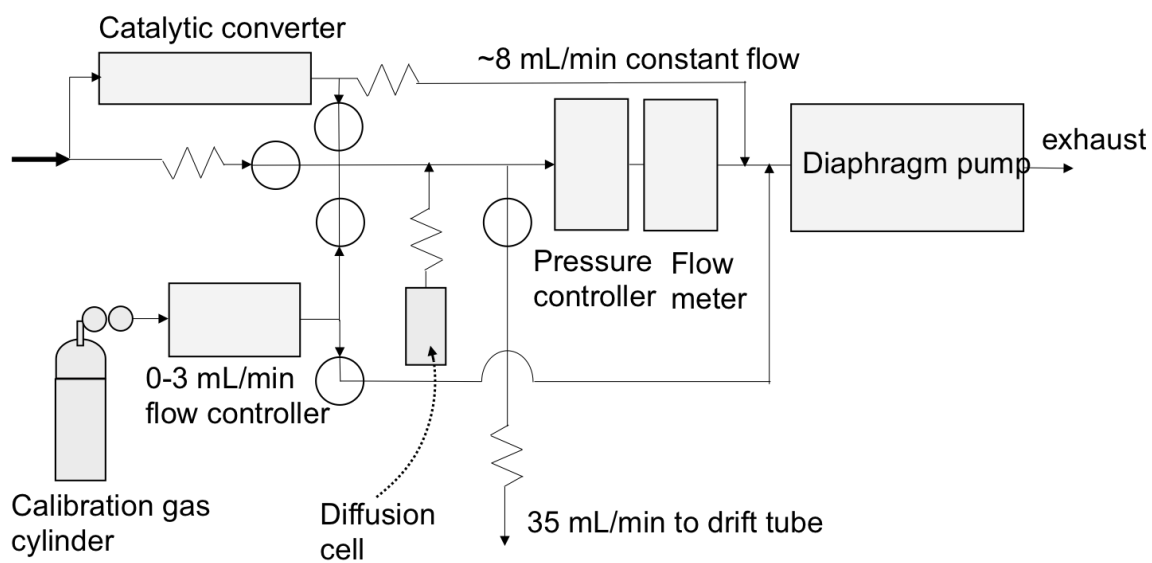 Catalytic converter
~8 mL/min constant flow
exhaust
Diaphragm pump
Pressure
controller
Flow
meter
0-3 mL/min
flow controller
Calibration gas
cylinder
Diffusion
cell
35 mL/min to drift tube